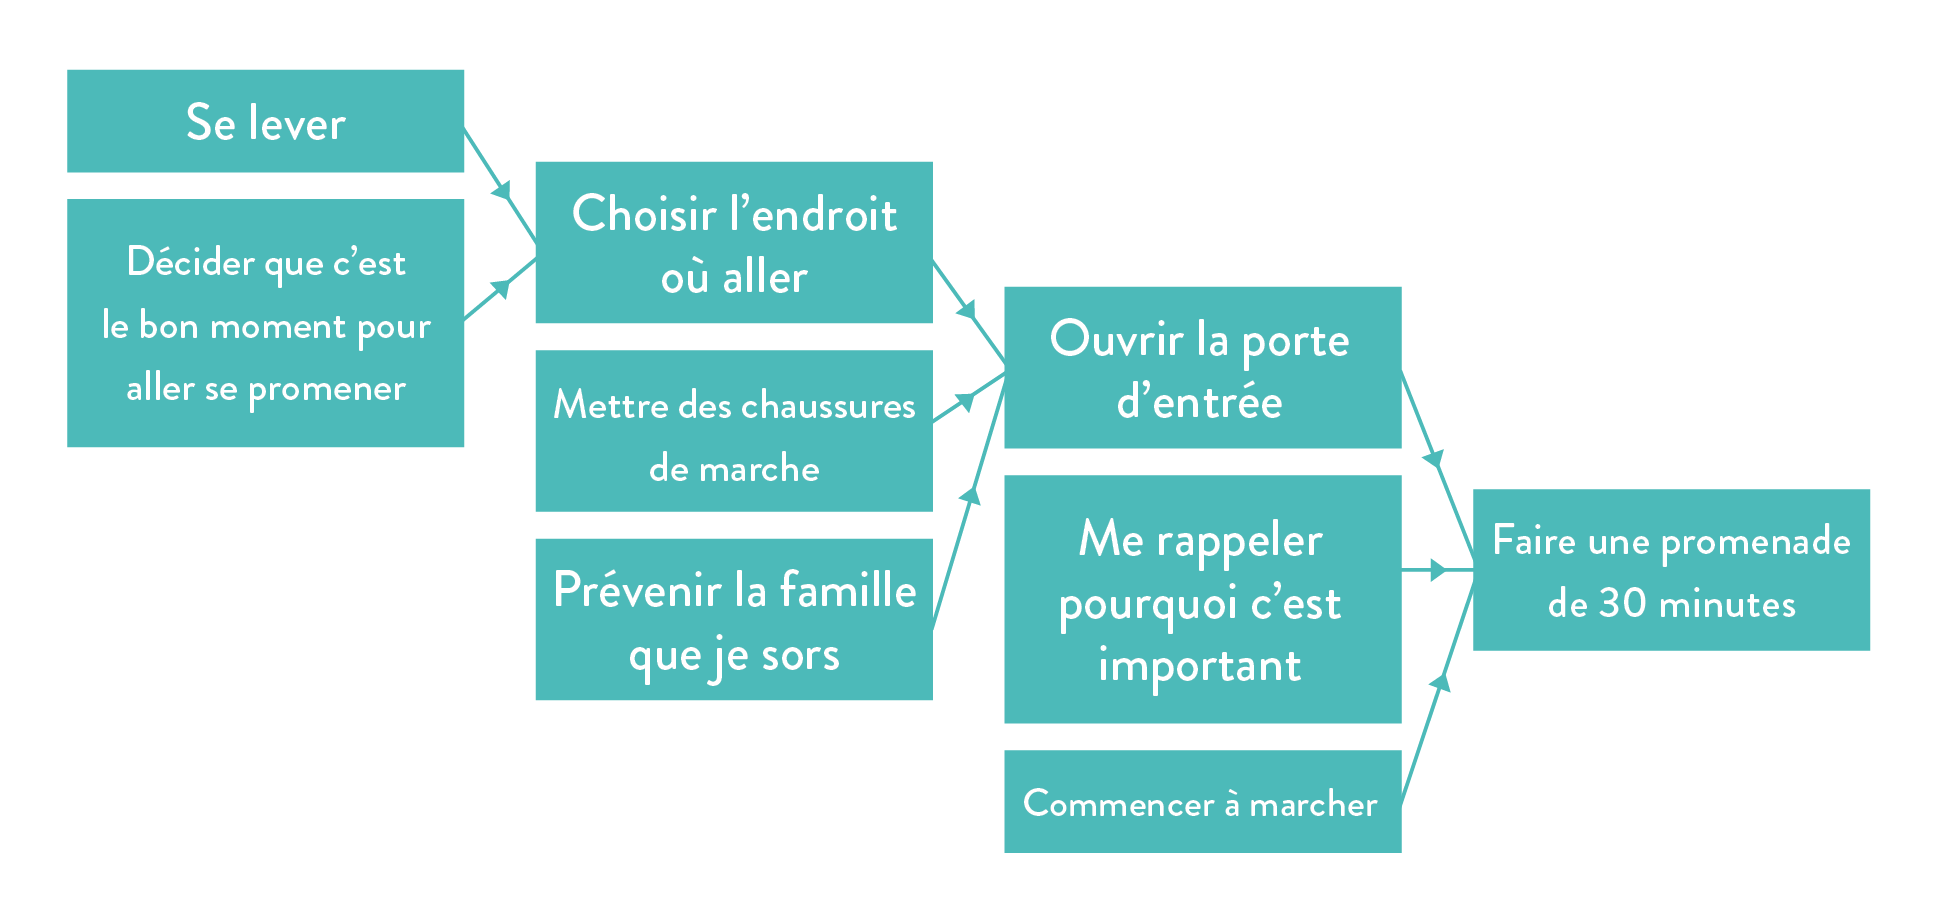 Se lever
Décider que c’est
le bon moment pour
aller se promener
Choisir l’endroit
où aller
Mettre des chaussures
de marche
Prévenir la famille
que je sors
Ouvrir la porte
d’entrée
Me rappeler
pourquoi c’est
important
Commencer à marcher
Faire une promenade
de 30 minutes